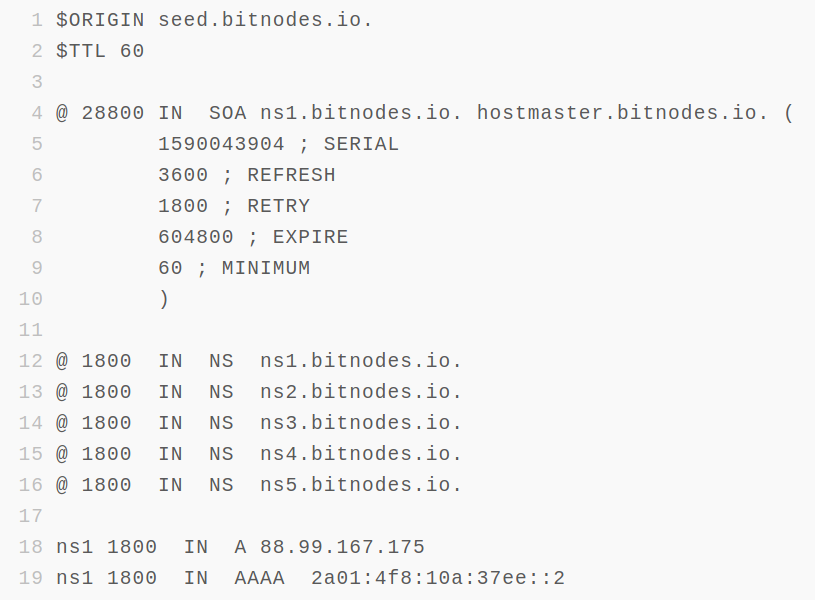 1 $ORIGIN seed.bitnodes.io.
2 $TTL 60
3
4 @ 28800 IN  SOA ns1.bitnodes.io. hostmaster.bitnodes.io. (
5         1590043904 ; SERIAL
6         3600 ; REFRESH
7         1800 ; RETRY
8         604800 ; EXPIRE
9         60 ; MINIMUM
10         )
11
12 @ 1800  IN  NS  ns1.bitnodes.io.
13 @ 1800  IN  NS  ns2.bitnodes.io.
14 @ 1800  IN  NS  ns3.bitnodes.io.
15 @ 1800  IN  NS  ns4.bitnodes.io.
16 @ 1800  IN  NS  ns5.bitnodes.io.
17
18 ns1 1800  IN  A 88.99.167.175
19 ns1 1800  IN  AAAA  2a01:4f8:10a:37ee::2